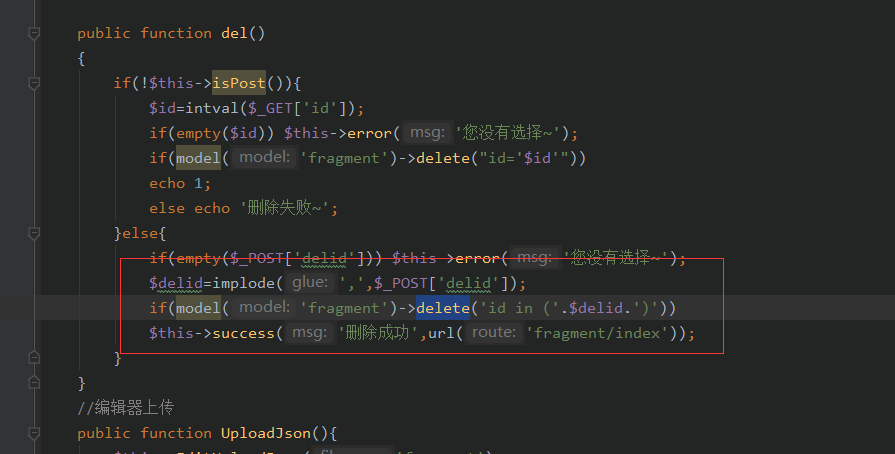 public function del()
{
if(!$this->isPost()){
$id=intval($_GET['id']);
if(empty($id)) $this->error( msg: '您没有选择~');
if(model( model: 'fragment')->delete("id='$id'"))
echo 1;
else echo '删除失败~';
}else{
if(empty($_POST['delid'])) $this >error( msg: '您没有选择~');
$delid=implode( glue: ',',$_POST['delid']);
if(model( model: 'fragment')->delete('id in ('.$delid.')'))
$this->success( msg: '删除成功',url( route: 'fragment/index'));
}
}
//编辑器上传
public function UploadJson(){